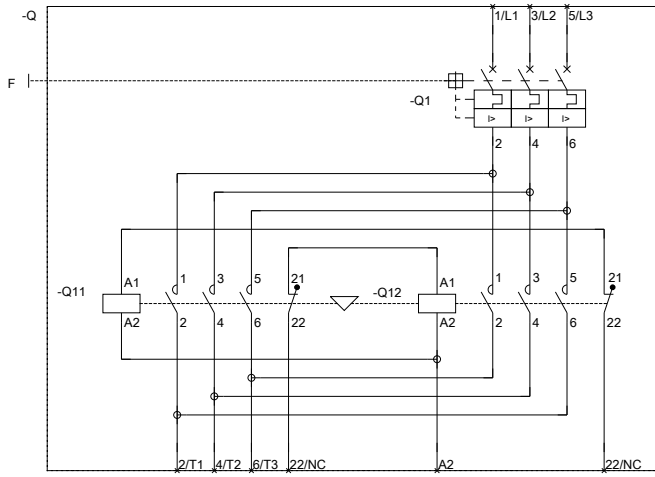 -Q 1/L1 3/L2 5/L3
F
-Q1
I> I> I>
2 4 6
A1 1 3 5 21 A1 1 3 5 21
-Q11 -Q12
A2 2 4 6 22 A2 2 4 6 22
2/T1 4/T2 6/T3 22/NC A2 22/NC